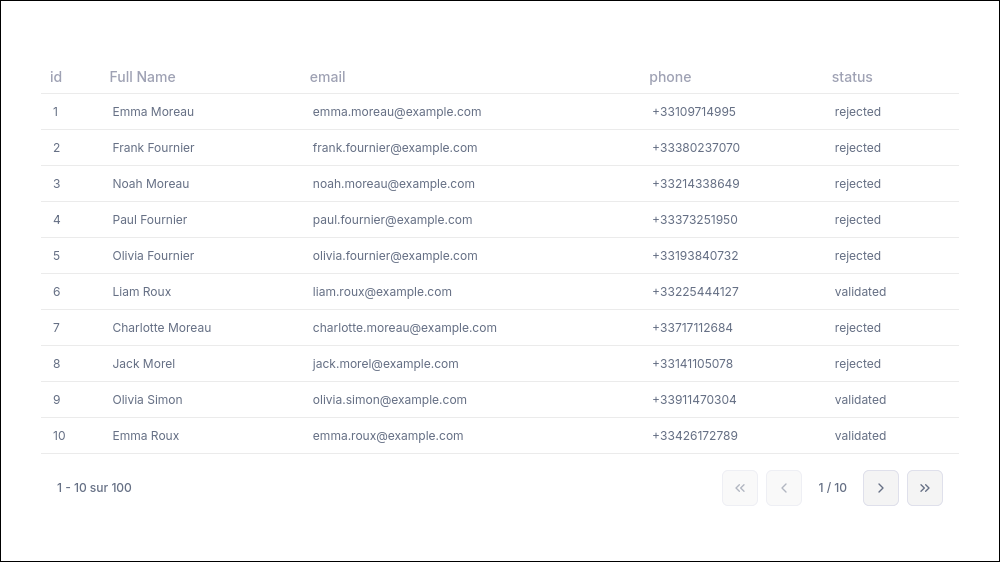 id Full Name email phone status
1 Emma Moreau emma.moreau@example.com +33109714995 rejected
2 Frank Fournier frank.fournier@example.com +33380237070 rejected
3 Noah Moreau noah.moreau@example.com +33214338649 rejected
4 Paul Fournier paul.fournier@example.com +33373251950 rejected
5 Olivia Fournier olivia.fournier@example.com +33193840732 rejected
6 Liam Roux liam.roux@example.com +33225444127 validated
7 Charlotte Moreau charlotte.moreau@example.com +33717112684 rejected
8 Jack Morel jack.morel@example.com +33141105078 rejected
9 Olivia Simon olivia.simon@example.com +33911470304 validated
10 Emma Roux emma.roux@example.com +33426172789 validated
1 - 10 sur 100 1 / 10